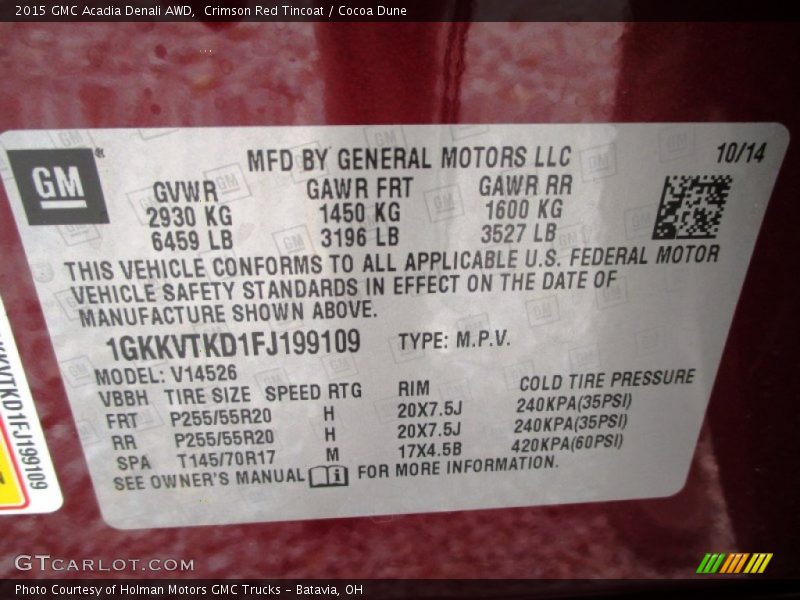 2015 GMC Acadia Denali AWD,  Crimson Red Tincoat / Cocoa Dune
GM®
MFD BY GENERAL MOTORS LLC
10/14
GVWR GAWR FRT GAWR RR
2930 KG 1450 KG 1600 KG
6459 LB 3196 LB 3527 LB
THIS VEHICLE CONFORMS TO ALL APPLICABLE U.S. FEDERAL MOTOR
VEHICLE SAFETY STANDARDS IN EFFECT ON THE DATE OF
MANUFACTURE SHOWN ABOVE.
1GKKVTKD1FJ199109 TYPE: M.P.V.
MODEL: V14526
VBBH TIRE SIZE SPEED RTG RIM COLD TIRE PRESSURE
FRT P255/55R20 H 20X7.5J 240KPA(35PSI)
RR P255/55R20 H 20X7.5J 240KPA(35PSI)
SPA T145/70R17 M 17X4.5B 420KPA(60PSI)
SEE OWNER'S MANUAL i FOR MORE INFORMATION.
KKVTKD1FJ199109
GTCARLOT.COM
Photo Courtesy of Holman Motors GMC Trucks – Batavia, OH